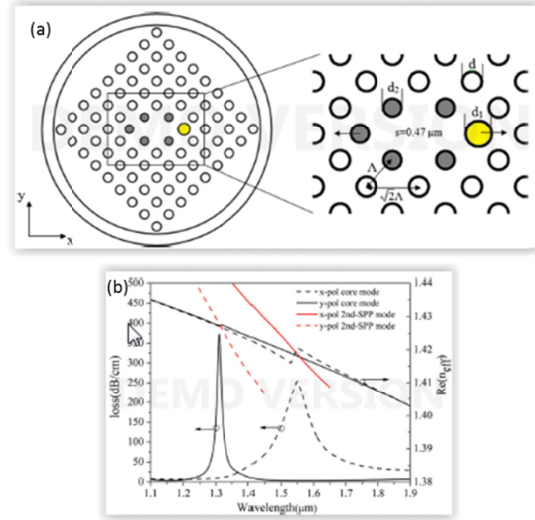 (a)
d
d₂
d₁
s=0.47 μm
Λ
√2Λ
y
x
DEMO VERSION
(b)
x-pol core mode
y-pol core mode
x-pol 2nd-SPP mode
y-pol 2nd-SPP mode
500
450
400
350
300
250
200
150
100
50
0
loss(dB/cm)
1.44
1.43
1.42
1.41
1.40
1.39
1.38
Re(n_eff)
1.1 1.2 1.3 1.4 1.5 1.6 1.7 1.8 1.9
Wavelength(μm)
DEMO VERSION